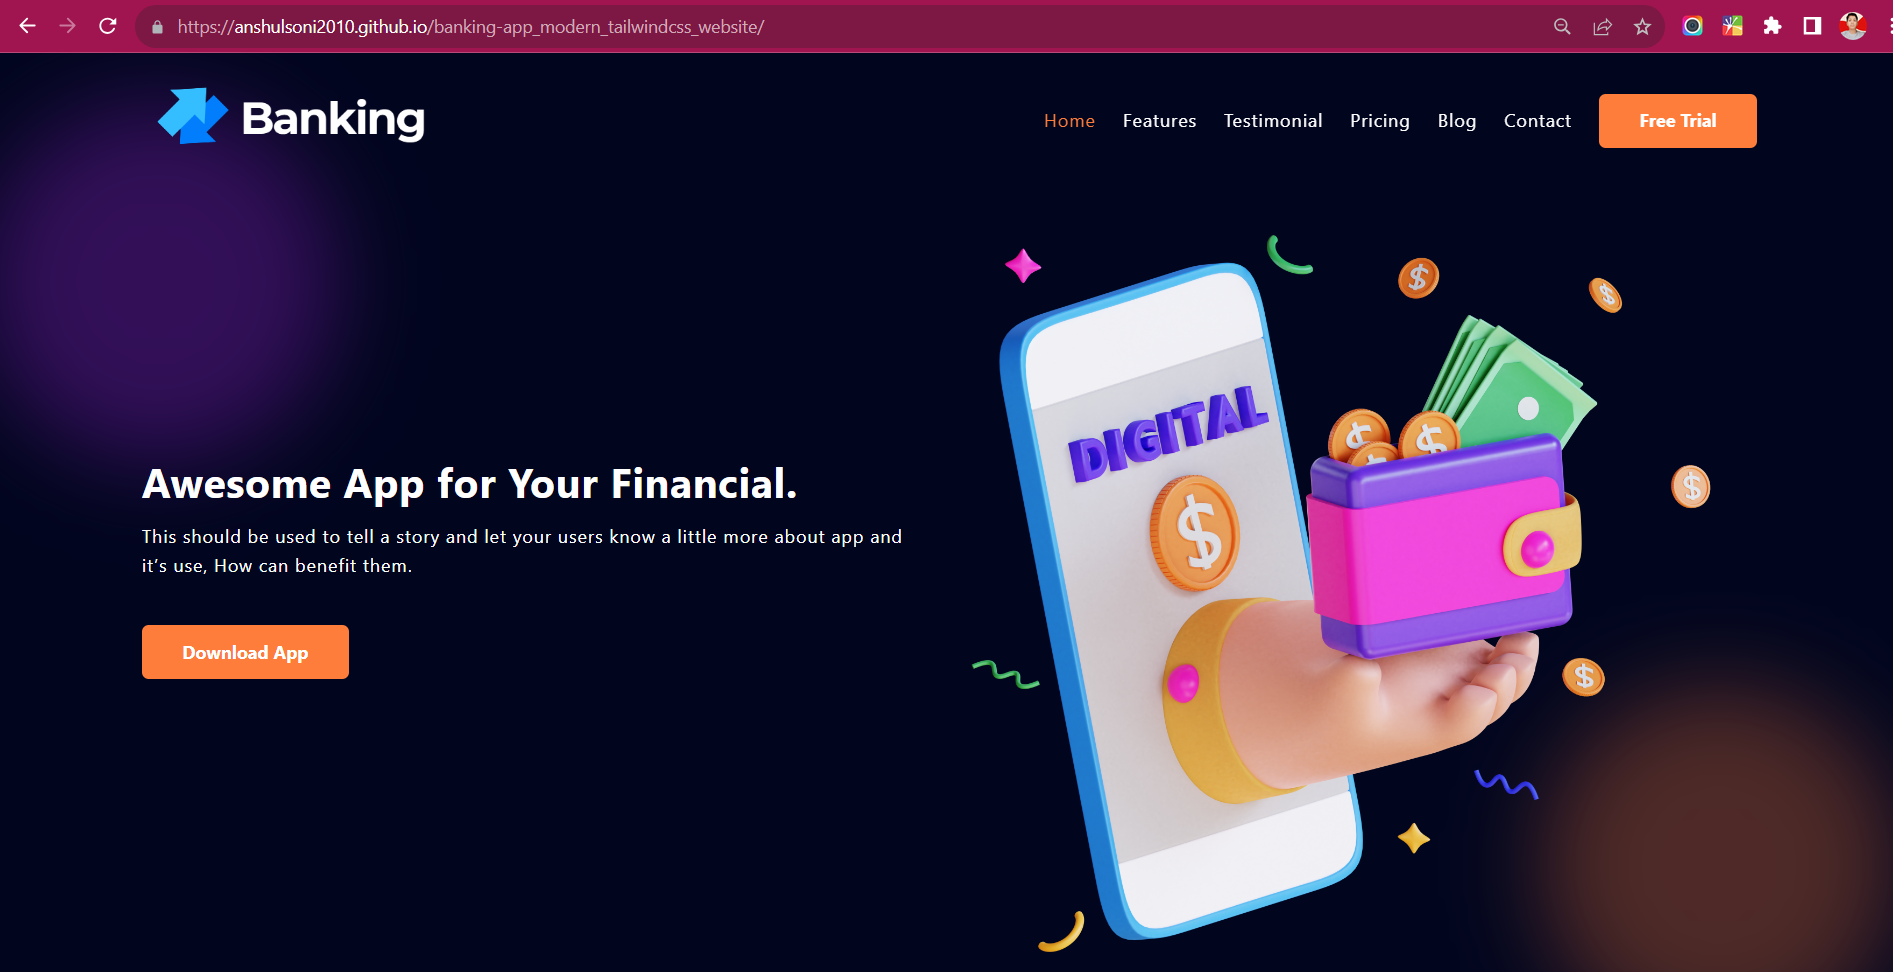 https://anshulsoni2010.github.io/banking-app_modern_tailwindcss_website/
Banking
Home Features Testimonial Pricing Blog Contact Free Trial
DIGITAL
$
Awesome App for Your Financial.
This should be used to tell a story and let your users know a little more about app and
it's use, How can benefit them.
Download App